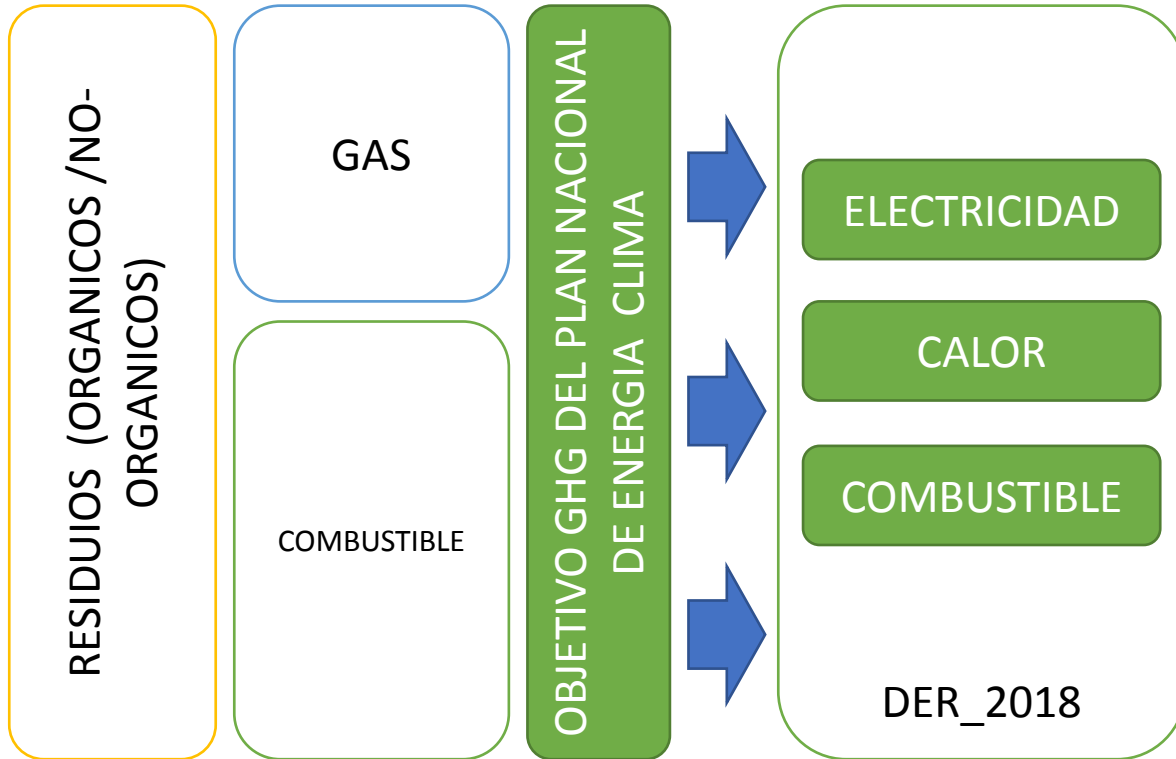 RESIDUIOS (ORGANICOS /NO-
ORGANICOS)
GAS
COMBUSTIBLE
OBJETIVO GHG DEL PLAN NACIONAL
DE ENERGIA CLIMA
ELECTRICIDAD
CALOR
COMBUSTIBLE
DER_2018